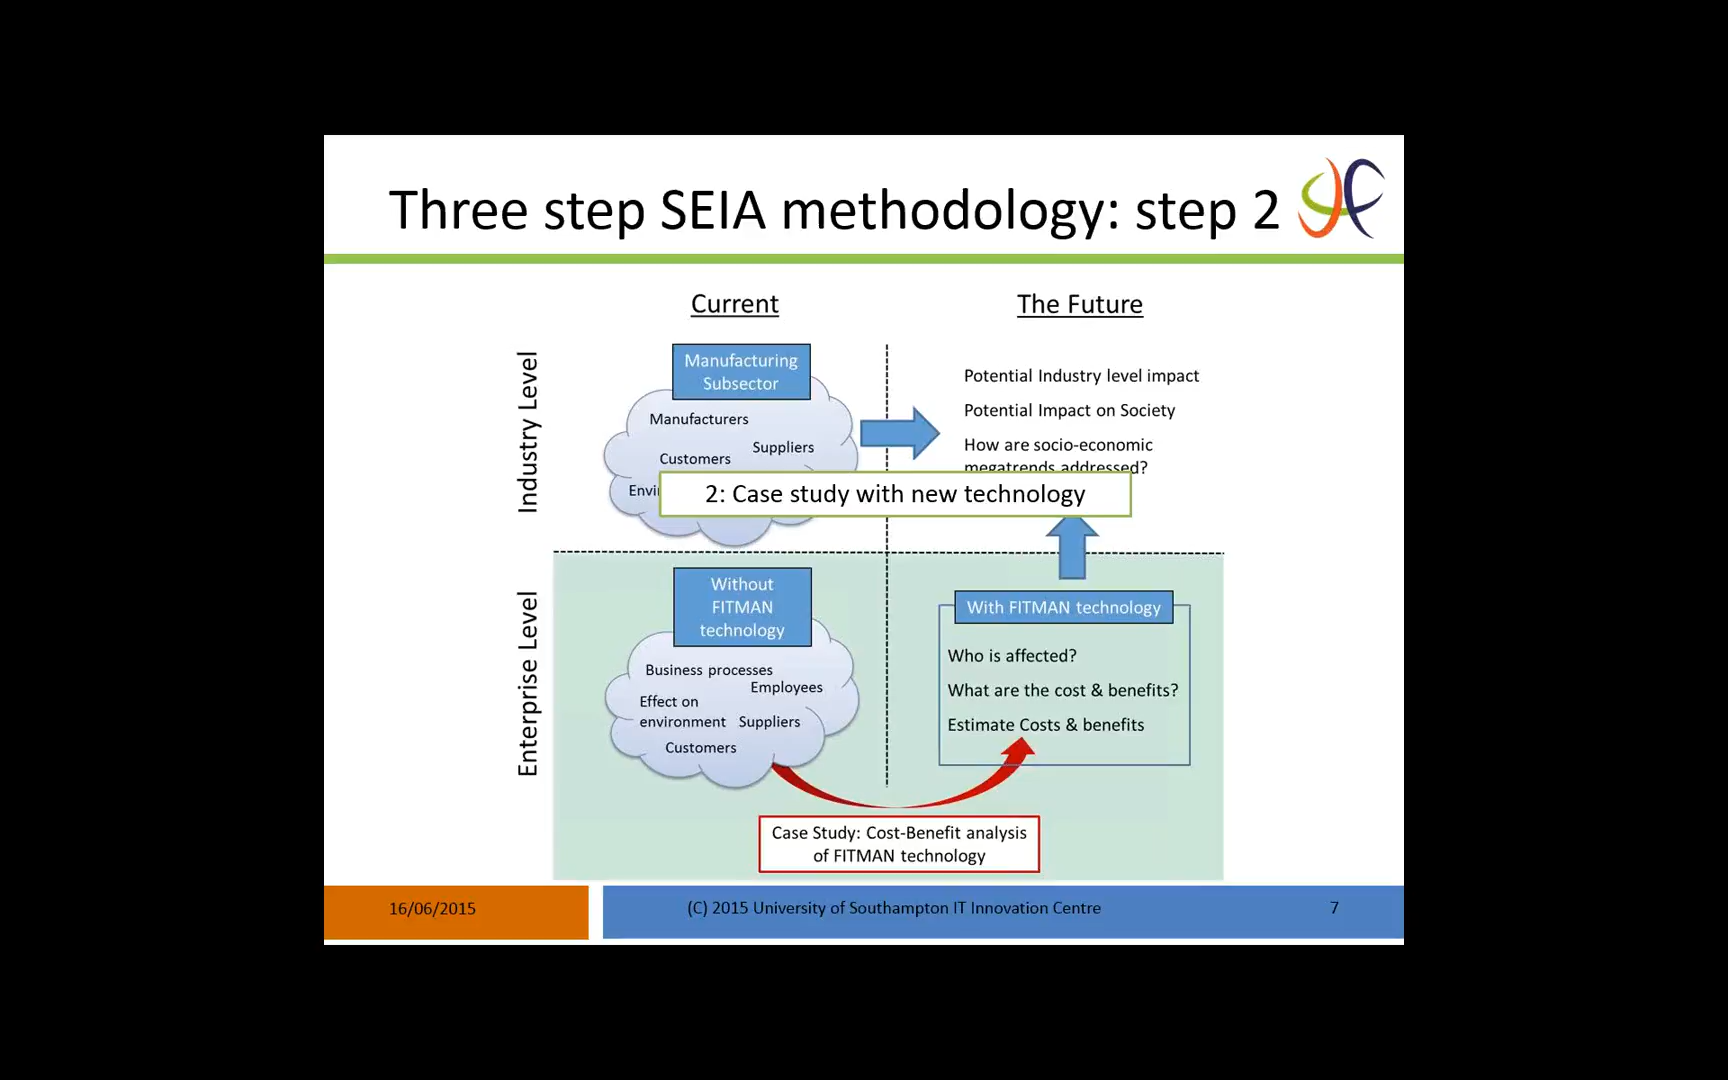 Three step SEIA methodology: step 2
Current
The Future
Industry Level
Manufacturing
Subsector
Manufacturers
Suppliers
Customers
Potential Industry level impact
Potential Impact on Society
How are socio-economic
megatrends addressed?
2: Case study with new technology
Enterprise Level
Without
FITMAN
technology
Business processes
Employees
Effect on
environment
Suppliers
Customers
With FITMAN technology
Who is affected?
What are the cost & benefits?
Estimate Costs & benefits
Case Study: Cost-Benefit analysis
of FITMAN technology
16/06/2015
(C) 2015 University of Southampton IT Innovation Centre
7